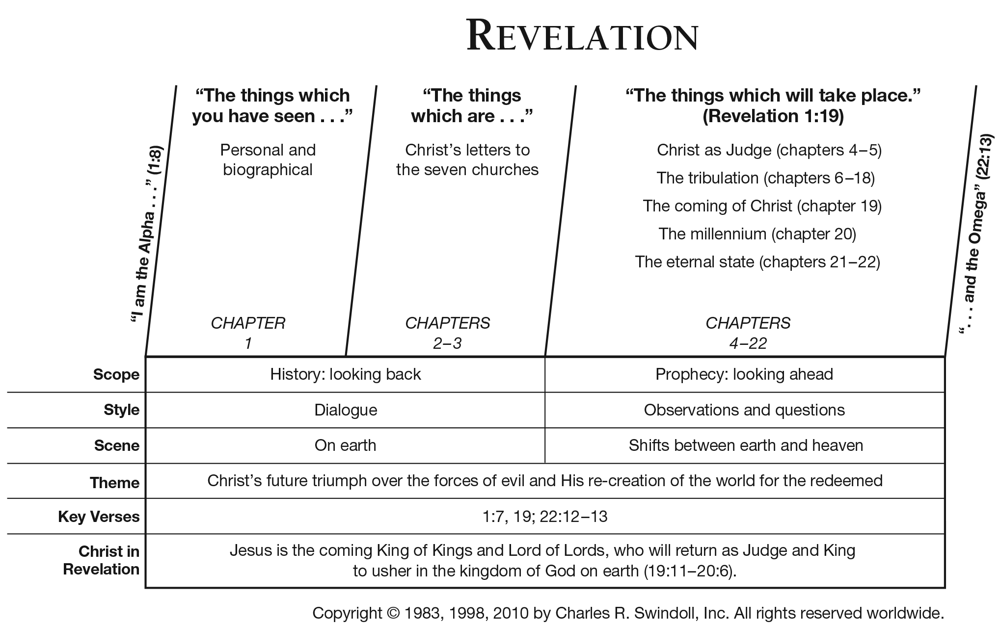 REVELATION
“I am the Alpha . . .” (1:8)
“The things which
you have seen . . .”
Personal and
biographical
CHAPTER
1
“The things
which are . . .”
Christ’s letters to
the seven churches
CHAPTERS
2–3
“The things which will take place.”
(Revelation 1:19)
Christ as Judge (chapters 4–5)
The tribulation (chapters 6–18)
The coming of Christ (chapter 19)
The millennium (chapter 20)
The eternal state (chapters 21–22)
CHAPTERS
4–22
“. . . and the Omega” (22:13)
Scope
History: looking back
Prophecy: looking ahead
Style
Dialogue
Observations and questions
Scene
On earth
Shifts between earth and heaven
Theme
Christ’s future triumph over the forces of evil and His re-creation of the world for the redeemed
Key Verses
1:7, 19; 22:12–13
Christ in
Revelation
Jesus is the coming King of Kings and Lord of Lords, who will return as Judge and King
to usher in the kingdom of God on earth (19:11–20:6).
Copyright © 1983, 1998, 2010 by Charles R. Swindoll, Inc. All rights reserved worldwide.